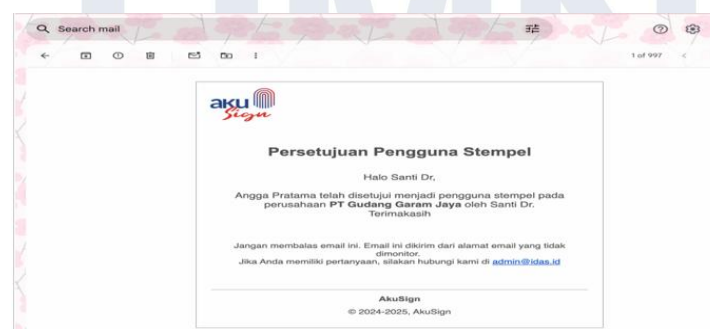 Search mail
1 of 997
aku
Sign
Persetujuan Pengguna Stempel
Halo Santi Dr,
Angga Pratama telah disetujui menjadi pengguna stempel pada
perusahaan PT Gudang Garam Jaya oleh Santi Dr.
Terimakasih
Jangan membalas email ini. Email ini dikirim dari alamat email yang tidak
dimonitor.
Jika Anda memiliki pertanyaan, silakan hubungi kami di admin@idas.id
AkuSign
© 2024-2025, AkuSign